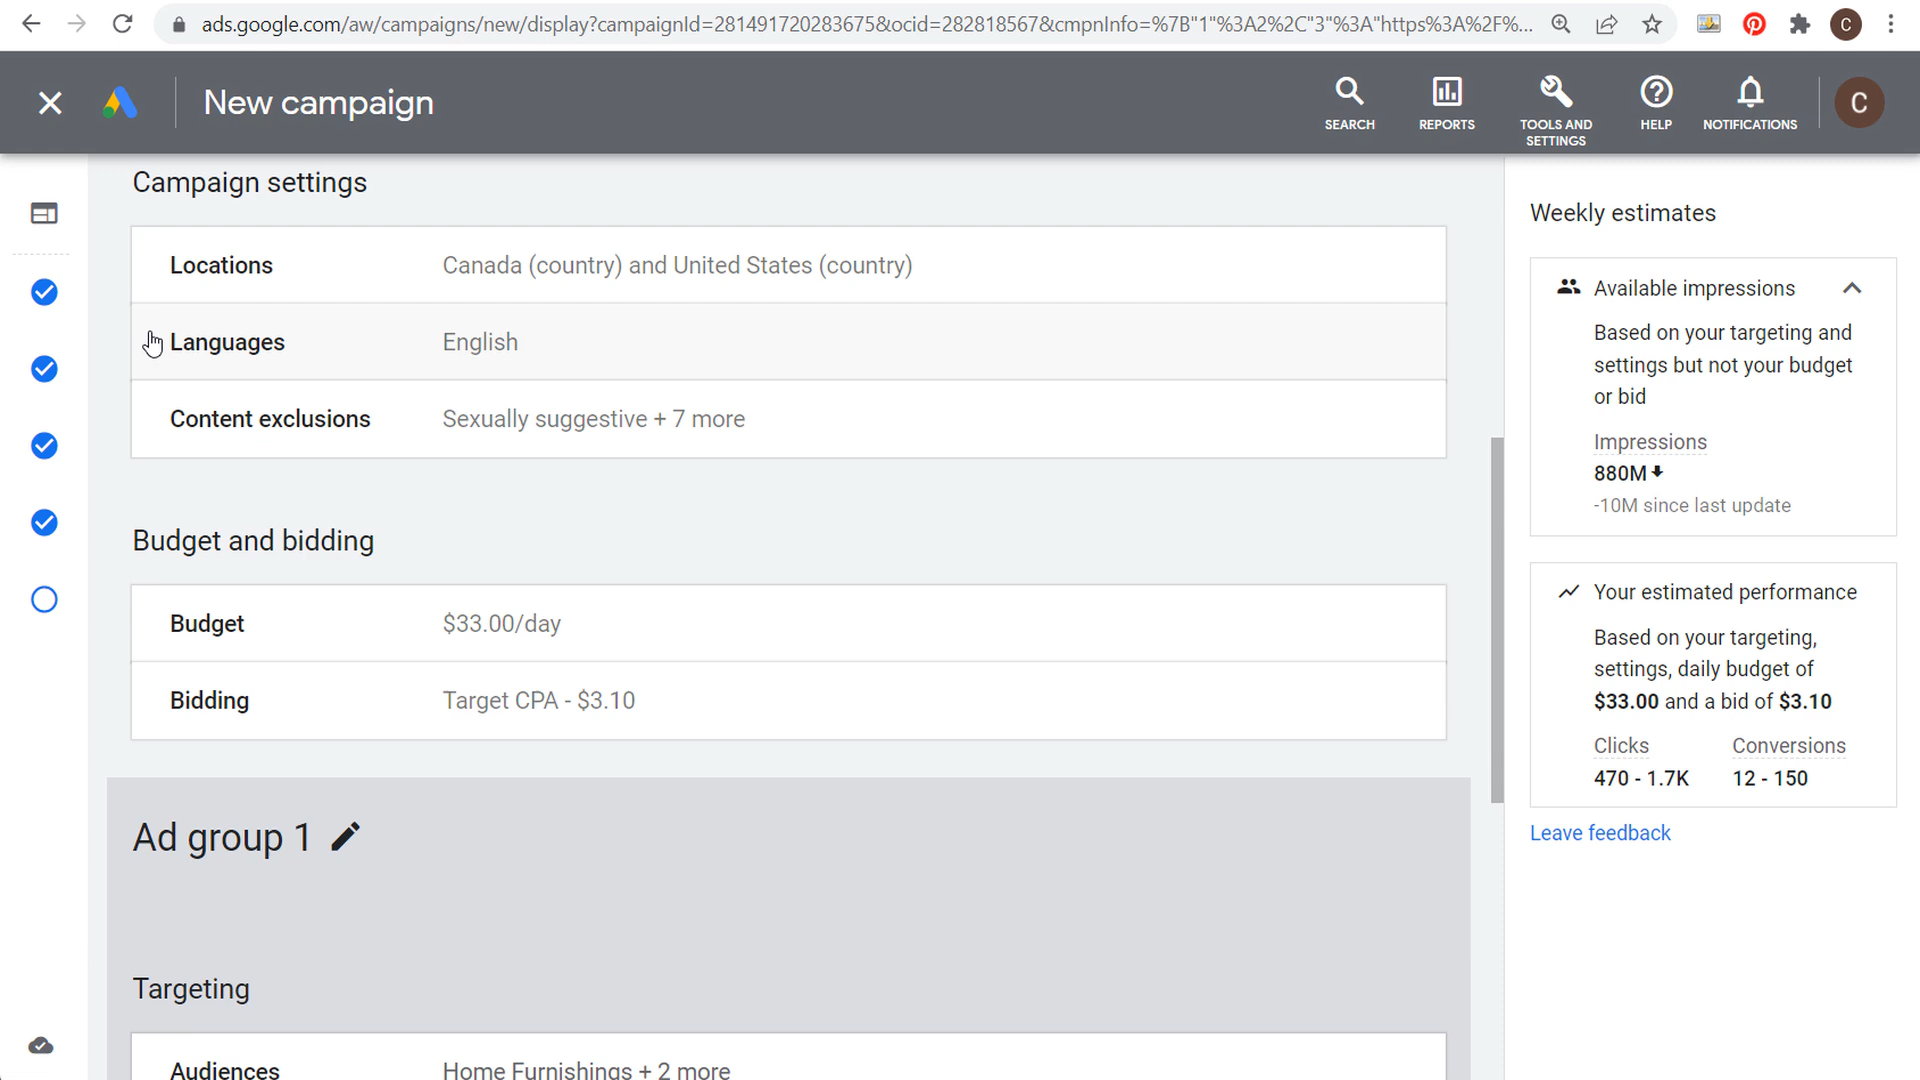 ads.google.com/aw/campaigns/new/display?campaignId=281491720283675&ocid=282818567&cmpnInfo=%7B"1"%3A2%2C"3"%3A"https%3A%2F%...
C
New campaign
SEARCH
REPORTS
TOOLS AND
SETTINGS
HELP
NOTIFICATIONS
C
Campaign settings
Locations Canada (country) and United States (country)
Languages English
Content exclusions Sexually suggestive + 7 more
Budget and bidding
Budget $33.00/day
Bidding Target CPA - $3.10
Ad group 1
Targeting
Audiences Home Furnishings + 2 more
Weekly estimates
Available impressions
Based on your targeting and
settings but not your budget
or bid
Impressions
880M
-10M since last update
Your estimated performance
Based on your targeting,
settings, daily budget of
$33.00 and a bid of $3.10
Clicks Conversions
470 - 1.7K 12 - 150
Leave feedback